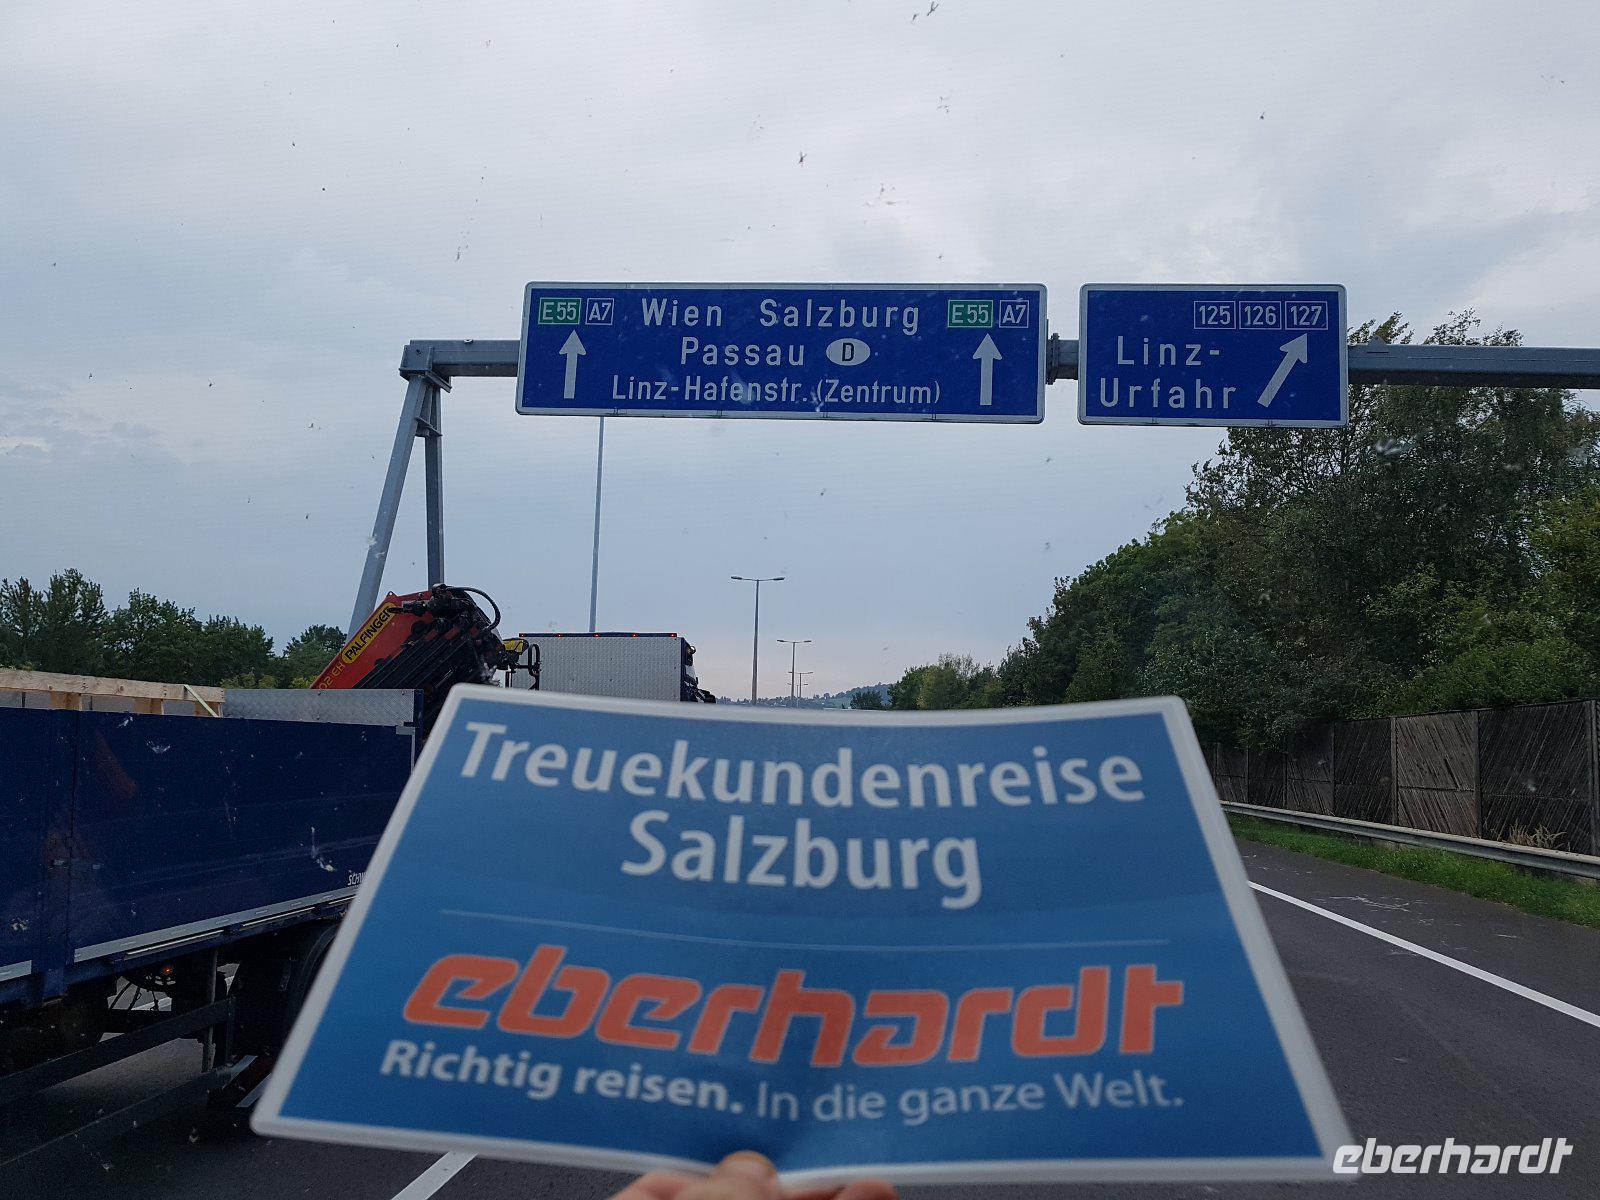 E55 A7 Wien Salzburg E55 A7
Passau D
Linz-Hafenstr. (Zentrum)
125 126 127
Linz-
Urfahr
PALFINGER
Treuekundenreise
Salzburg
eberhardt
Richtig reisen. In die ganze Welt.
eberhardt